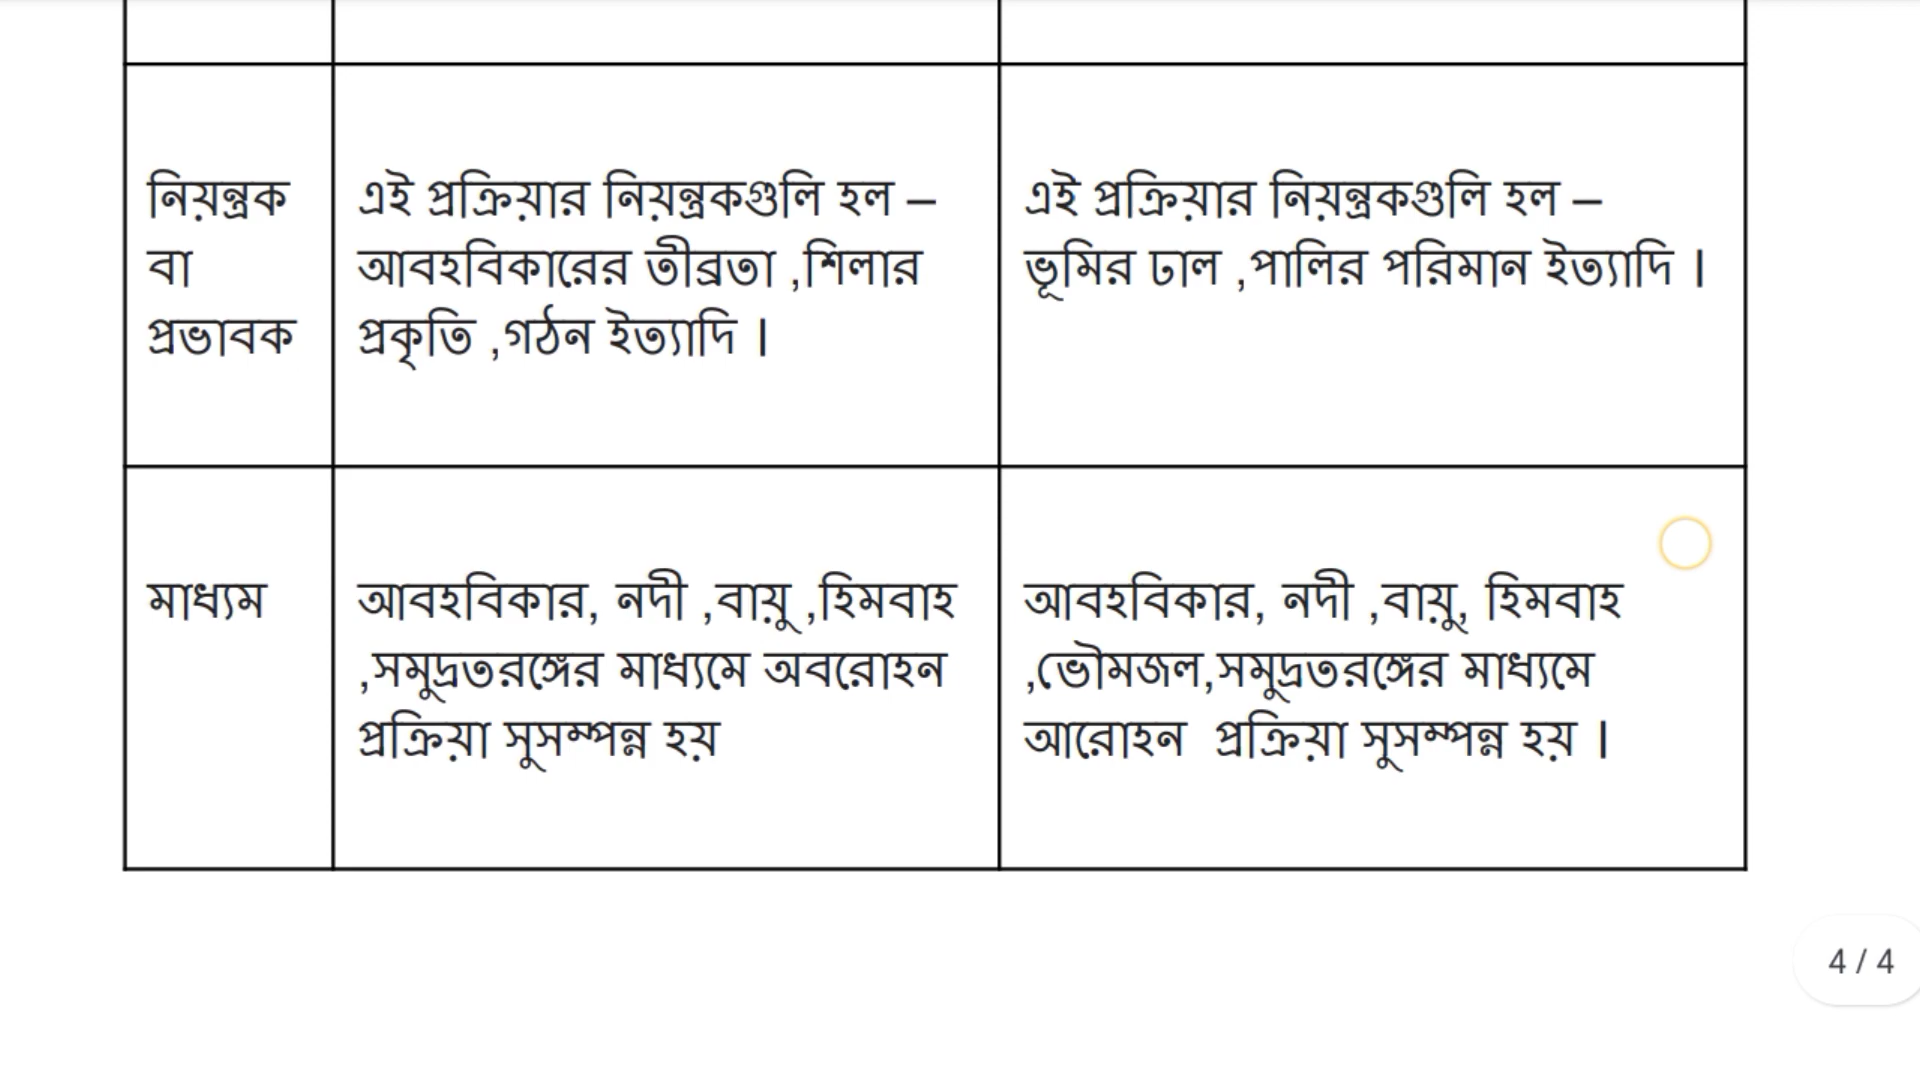 নিয়ন্ত্রক
বা
প্রভাবক
এই প্রক্রিয়ার নিয়ন্ত্রকগুলি হল –
আবহবিকারের তীব্রতা ,শিলার
প্রকৃতি ,গঠন ইত্যাদি ।
এই প্রক্রিয়ার নিয়ন্ত্রকগুলি হল –
ভূমির ঢাল ,পালির পরিমান ইত্যাদি ।
মাধ্যম
আবহবিকার, নদী ,বায়ু ,হিমবাহ
,সমুদ্রতরঙ্গের মাধ্যমে অবরোহন
প্রক্রিয়া সুসম্পন্ন হয়
আবহবিকার, নদী ,বায়ু, হিমবাহ
,ভৌমজল,সমুদ্রতরঙ্গের মাধ্যমে
আরোহন  প্রক্রিয়া সুসম্পন্ন হয় ।
4 / 4